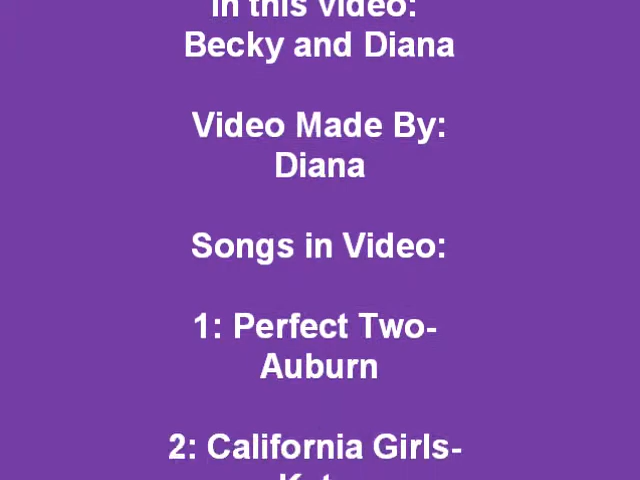 in this video:
Becky and Diana
Video Made By:
Diana
Songs in Video:
1: Perfect Two-
Auburn
2: California Girls-